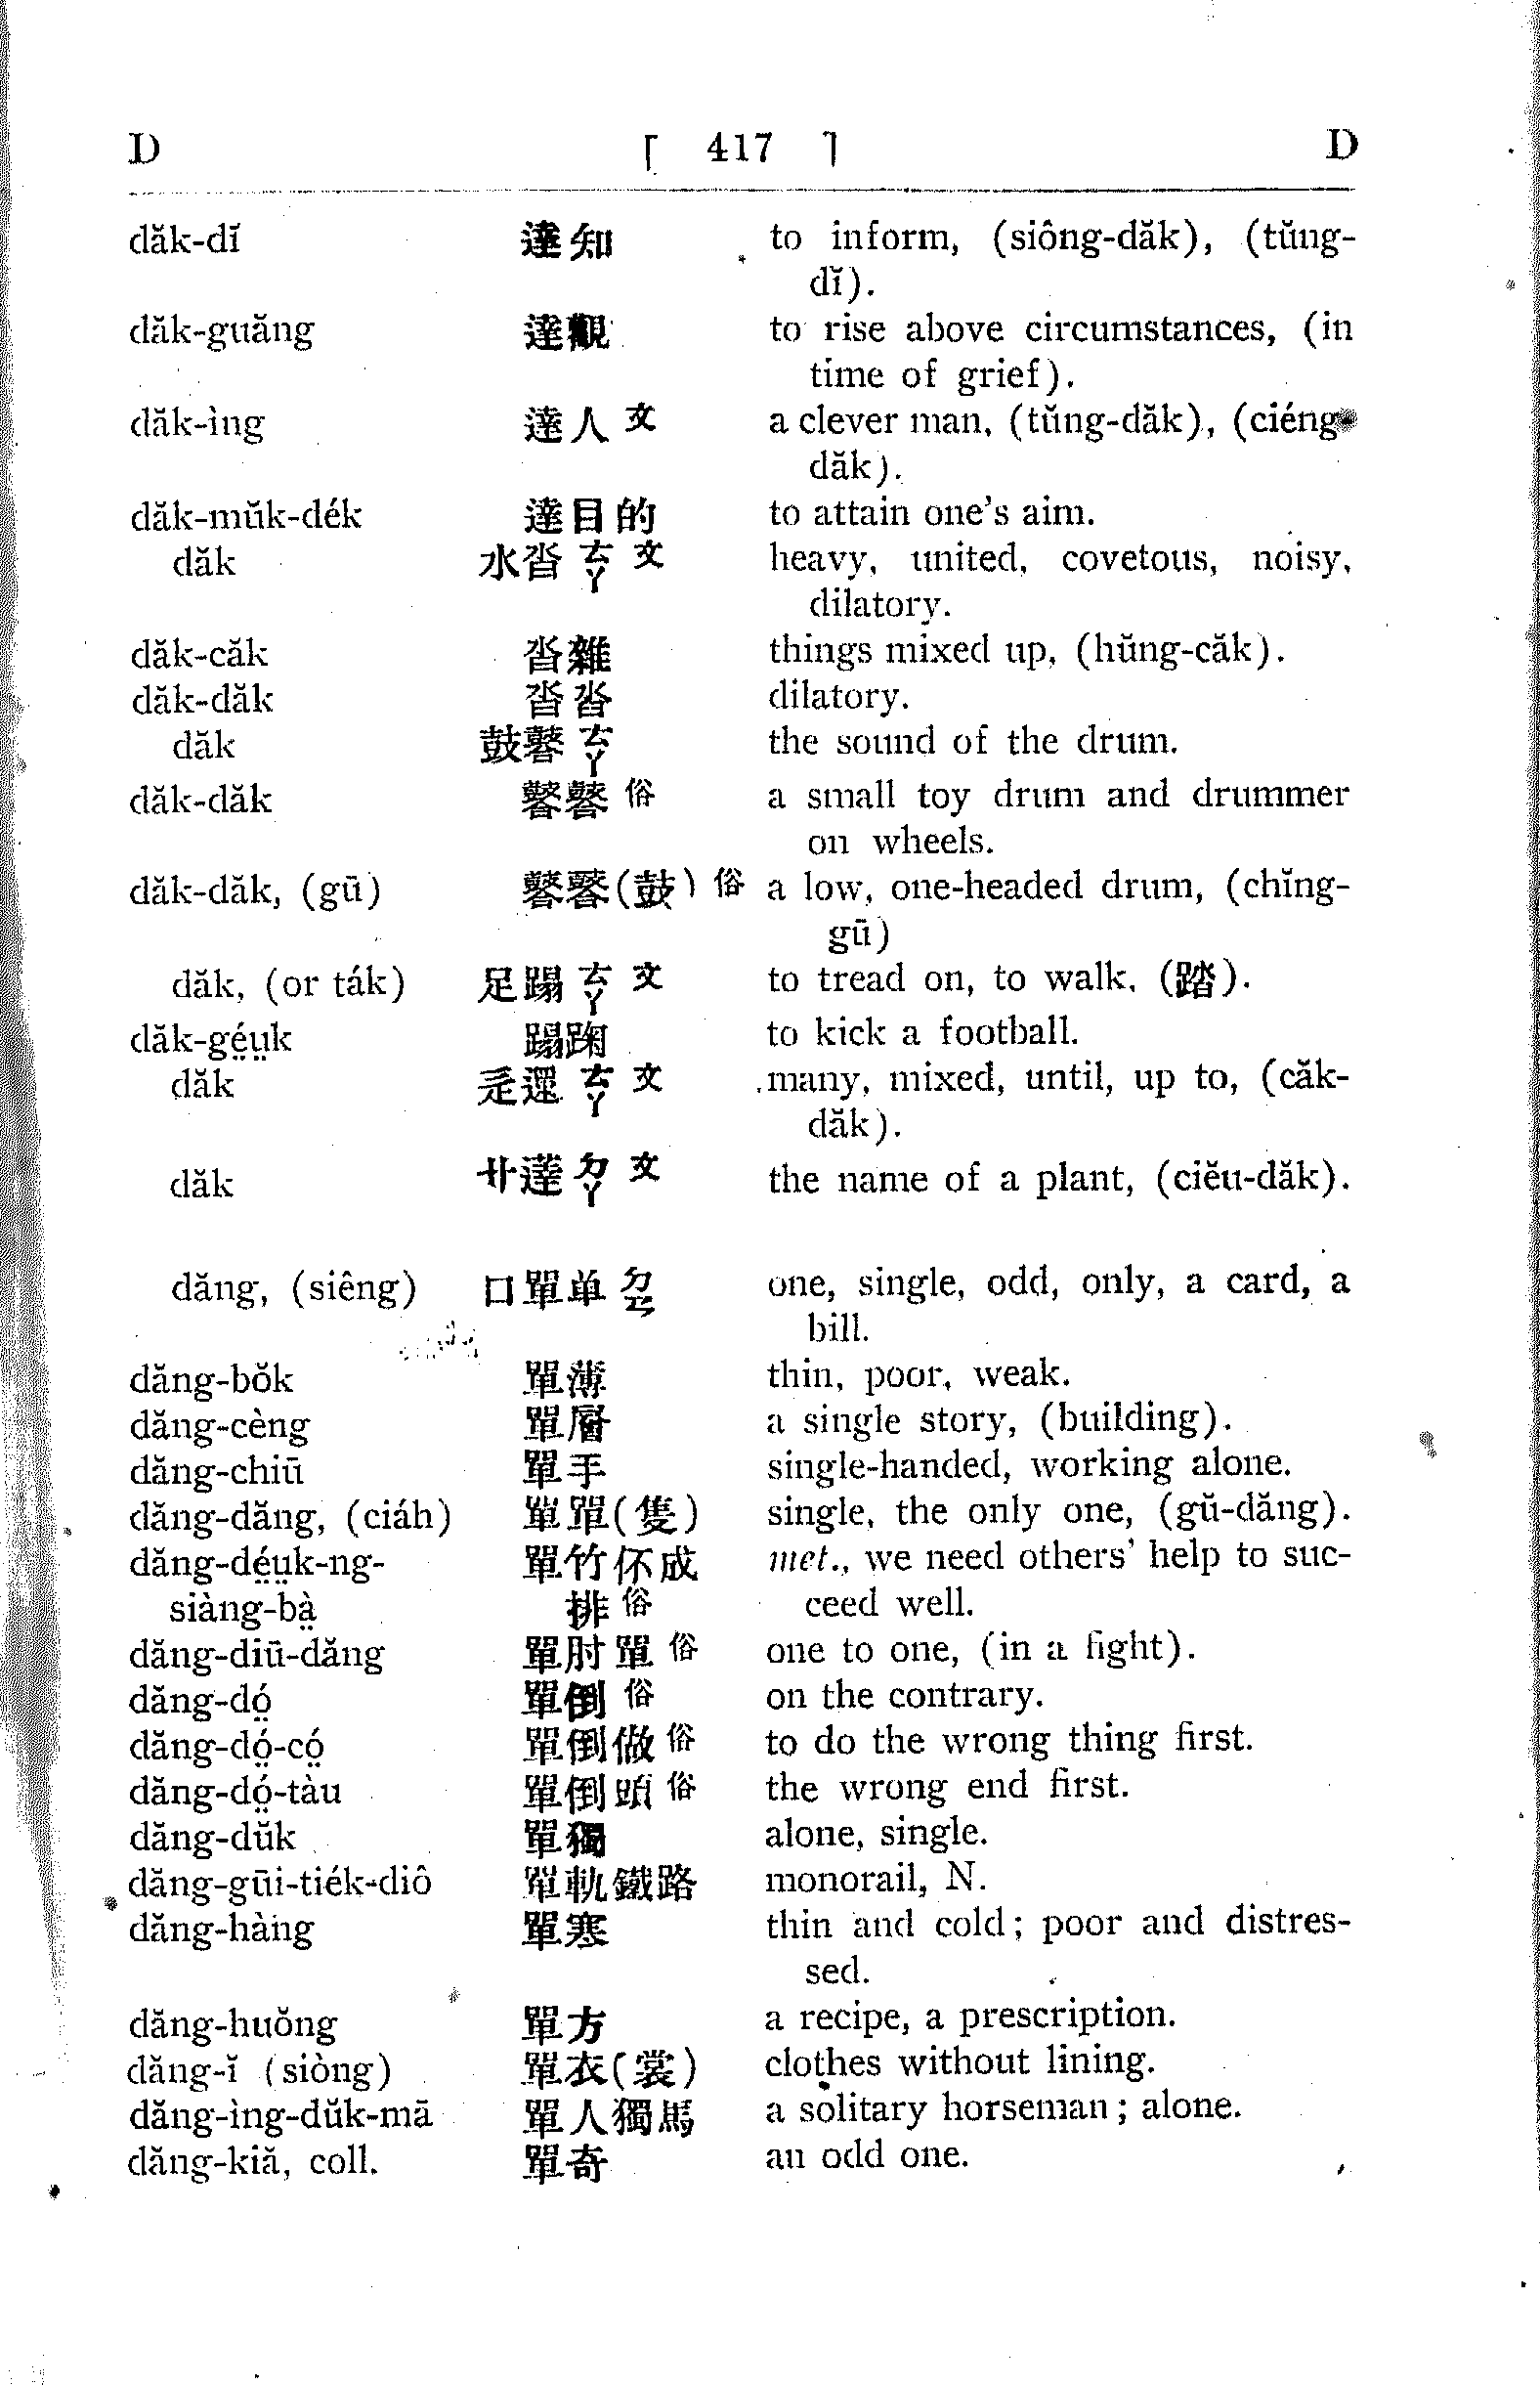 D 「 417 ˥ D
dăk-dĭ 達知 to inform, (siông-dăk), (tŭng-
dĭ).
dăk-guăng 達觀 to rise above circumstances, (in
time of grief).
dăk-ìng 達人 文 a clever man, (tŭng-dăk), (ciéng-
dăk).
dăk-mŭk-dék 達目的 to attain one's aim.
dăk 水沓 ㄊㄚ 文 heavy, united, covetous, noisy,
dilatory.
dăk-căk 沓雜 things mixed up, (hŭng-căk).
dăk-dăk 沓沓 dilatory.
dăk 鼓鼛 ㄊㄚ the sound of the drum.
dăk-dăk 俗 a small toy drum and drummer
on wheels.
dăk-dăk, (gū) (鼓) 俗 a low, one-headed drum, (chĭng-
gū)
dăk, (or ták) 足蹋 ㄊㄚ 文 to tread on, to walk, (踏).
dăk-gé̤ṳk 蹋踘 to kick a football.
dăk 辵遝 ㄊㄚ 文 many, mixed, until, up to, (căk-
dăk).
dăk 艹薘 ㄉㄚ 文 the name of a plant, (ciĕu-dăk).
dăng, (siêng) 口單单 ㄉㄢ one, single, odd, only, a card, a
bill.
dăng-bŏk 單薄 thin, poor, weak.
dăng-cèng 單層 a single story, (building).
dăng-chiū 單手 single-handed, working alone.
dăng-dăng, (ciáh) 單單(隻) single, the only one, (gŭ-dăng).
dăng-dé̤ṳk-ng- 單竹伓成 met., we need others' help to suc-
siàng-bà̤ 排 俗 ceed well.
dăng-diū-dăng 單肘單 俗 one to one, (in a fight).
dăng-dó̤ 單倒 俗 on the contrary.
dăng-dó̤-có̤ 單倒做 俗 to do the wrong thing first.
dăng-dó̤-tàu 單倒頭 俗 the wrong end first.
dăng-dŭk 單獨 alone, single.
dăng-gūi-tiék-diô 單軌鐵路 monorail, N.
dăng-hàng 單寒 thin and cold; poor and distres-
sed.
dăng-huŏng 單方 a recipe, a prescription.
dăng-ĭ (siòng) 單衣(裳) clothes without lining.
dăng-ìng-dŭk-mā 單人獨馬 a solitary horseman; alone.
dăng-kiă, coll. 單奇 an odd one.